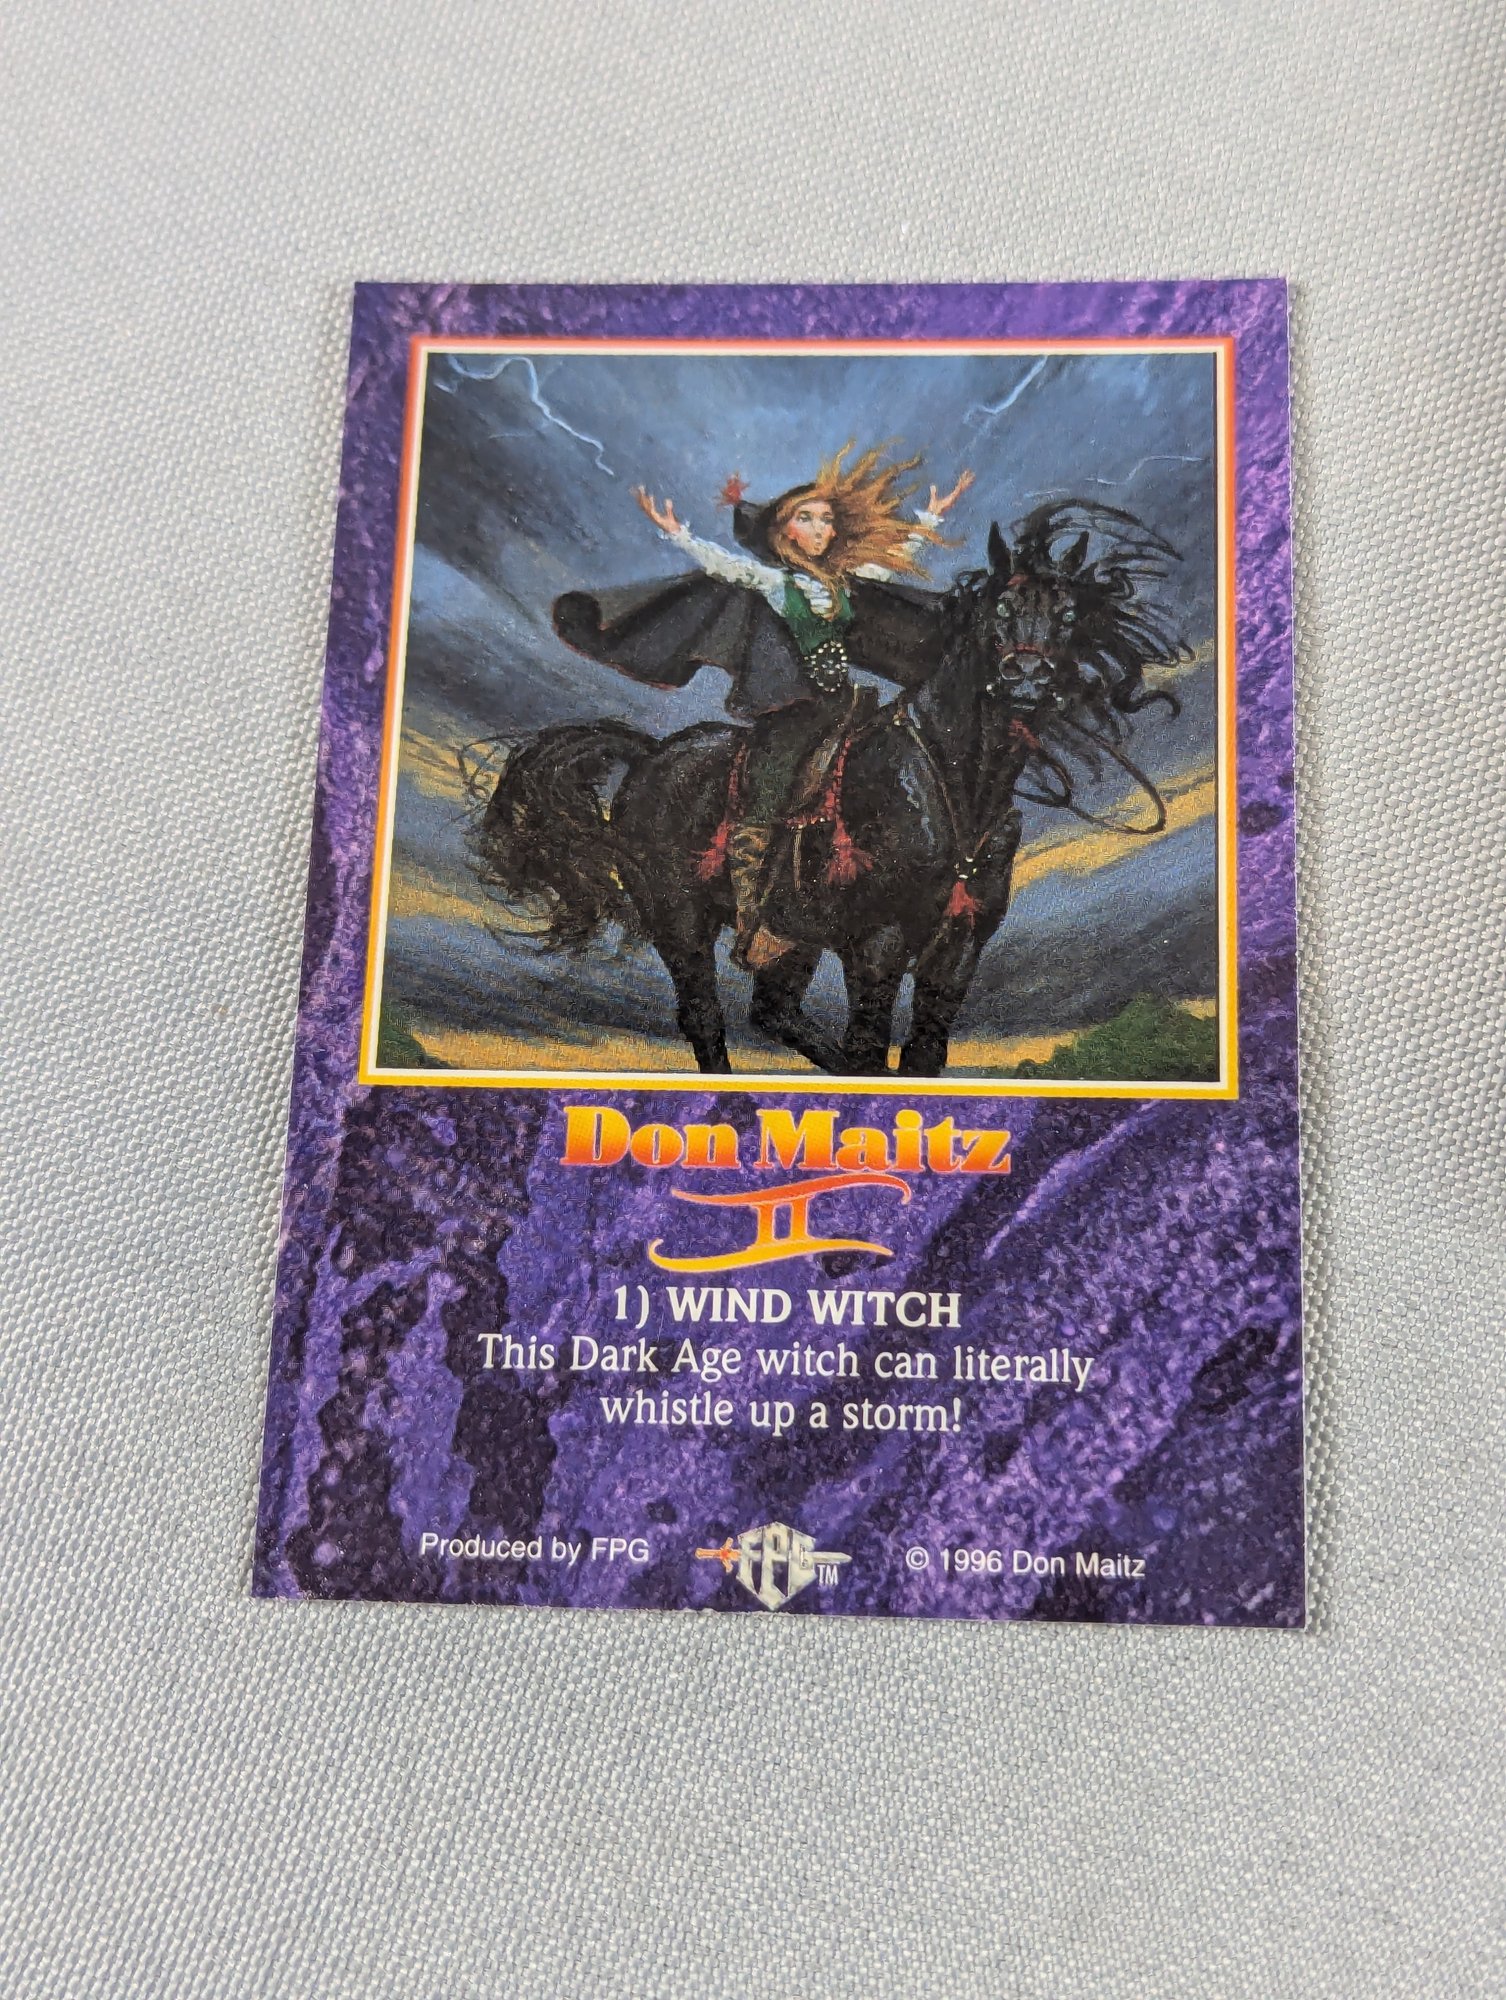 Don Maitz
II
1) WIND WITCH
This Dark Age witch can literally
whistle up a storm!
Produced by FPG
FPG TM
© 1996 Don Maitz